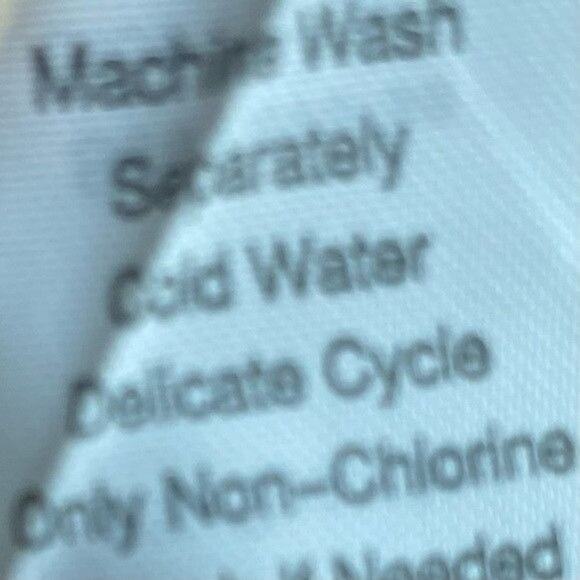 Machine Wash
Separately
Cold Water
Delicate Cycle
Only Non-Chlorine
If Needed